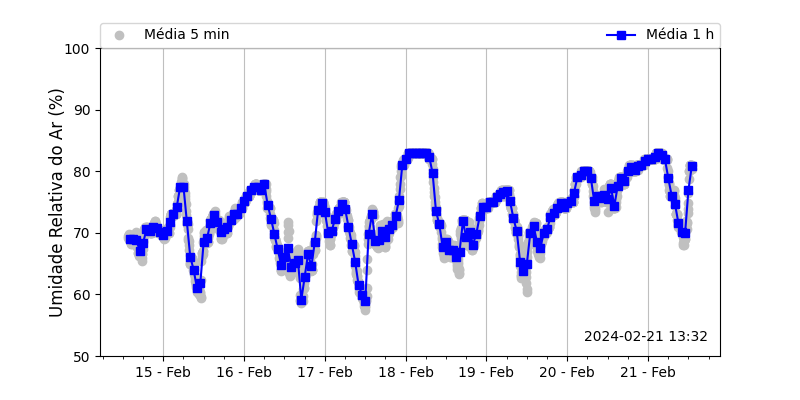 Média 5 min Média 1 h
Umidade Relativa do Ar (%)
100
90
80
70
60
50
2024-02-21 13:32
15 - Feb 16 - Feb 17 - Feb 18 - Feb 19 - Feb 20 - Feb 21 - Feb